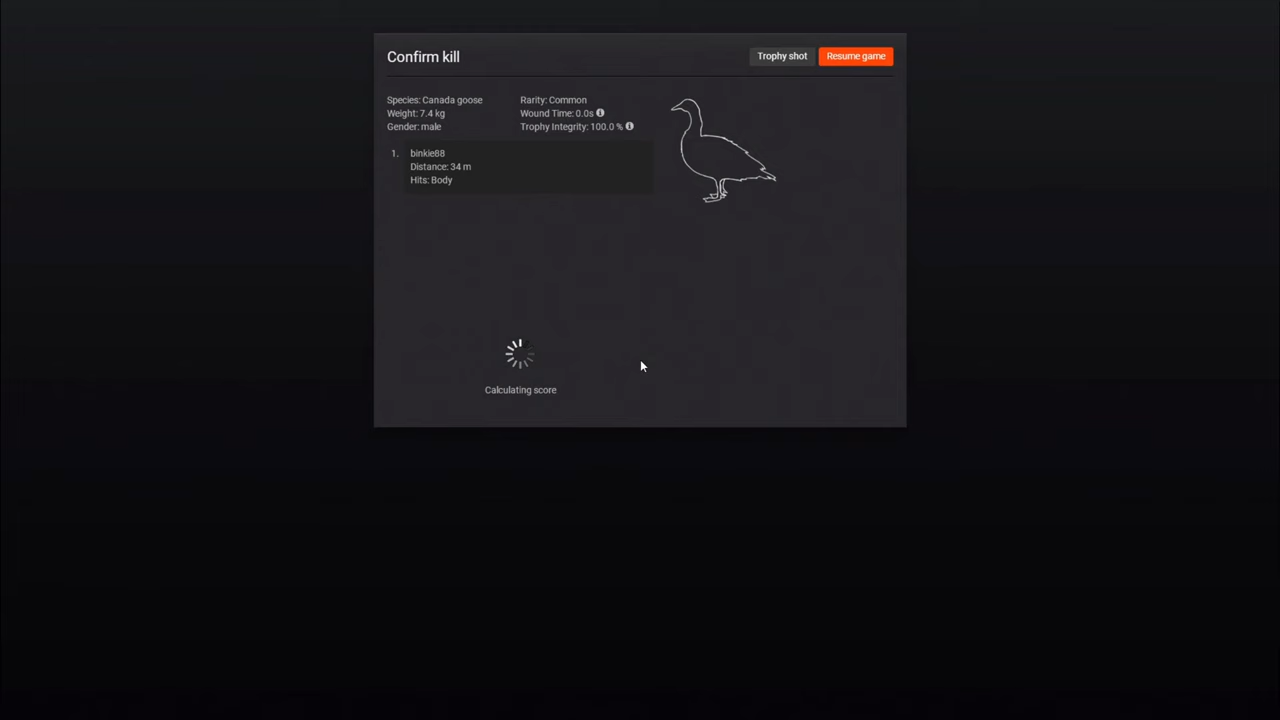 Confirm kill
Trophy shot
Resume game
Species: Canada goose
Weight: 7.4 kg
Gender: male
Rarity: Common
Wound Time: 0.0s
Trophy Integrity: 100.0 %
1. binkie88
Distance: 34 m
Hits: Body
Calculating score